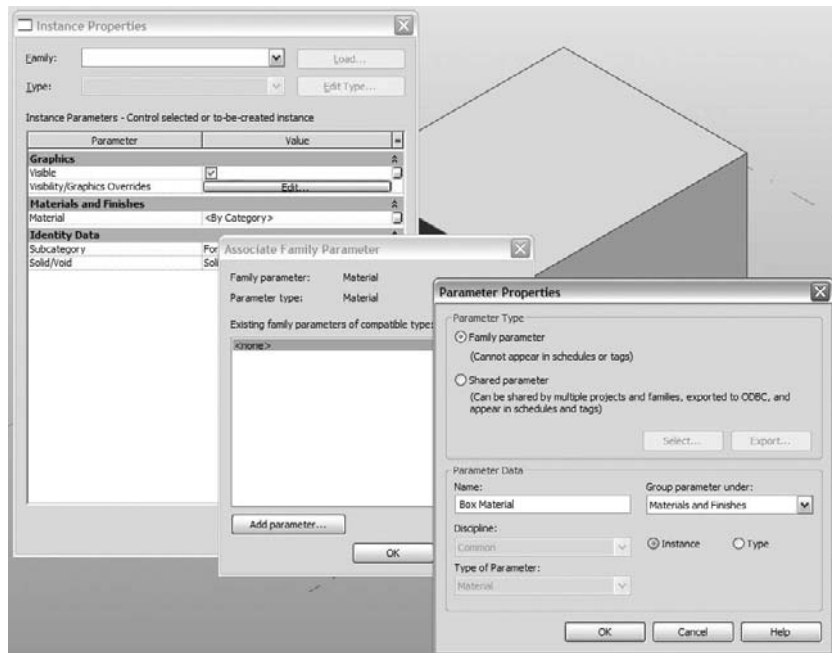 Instance Properties
Family:
Load...
Type:
Edit Type...
Instance Parameters - Control selected or to-be-created instance
Parameter Value =
Graphics
Visible
Visibility/Graphics Overrides Edit...
Materials and Finishes
Material <By Category>
Identity Data
Subcategory For
Solid/Void Soli
Associate Family Parameter
Family parameter: Material
Parameter type: Material
Existing family parameters of compatible type:
<none>
Add parameter...
OK
Parameter Properties
Parameter Type
Family parameter
(Cannot appear in schedules or tags)
Shared parameter
(Can be shared by multiple projects and families, exported to ODBC, and
appear in schedules and tags)
Select... Export...
Parameter Data
Name: Group parameter under:
Box Material Materials and Finishes
Discipline:
Common Instance Type
Type of Parameter:
Material
OK Cancel Help